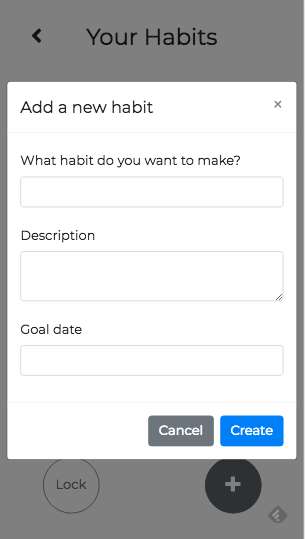 Your Habits
Add a new habit ×
What habit do you want to make?
Description
Goal date
Cancel Create
Lock +